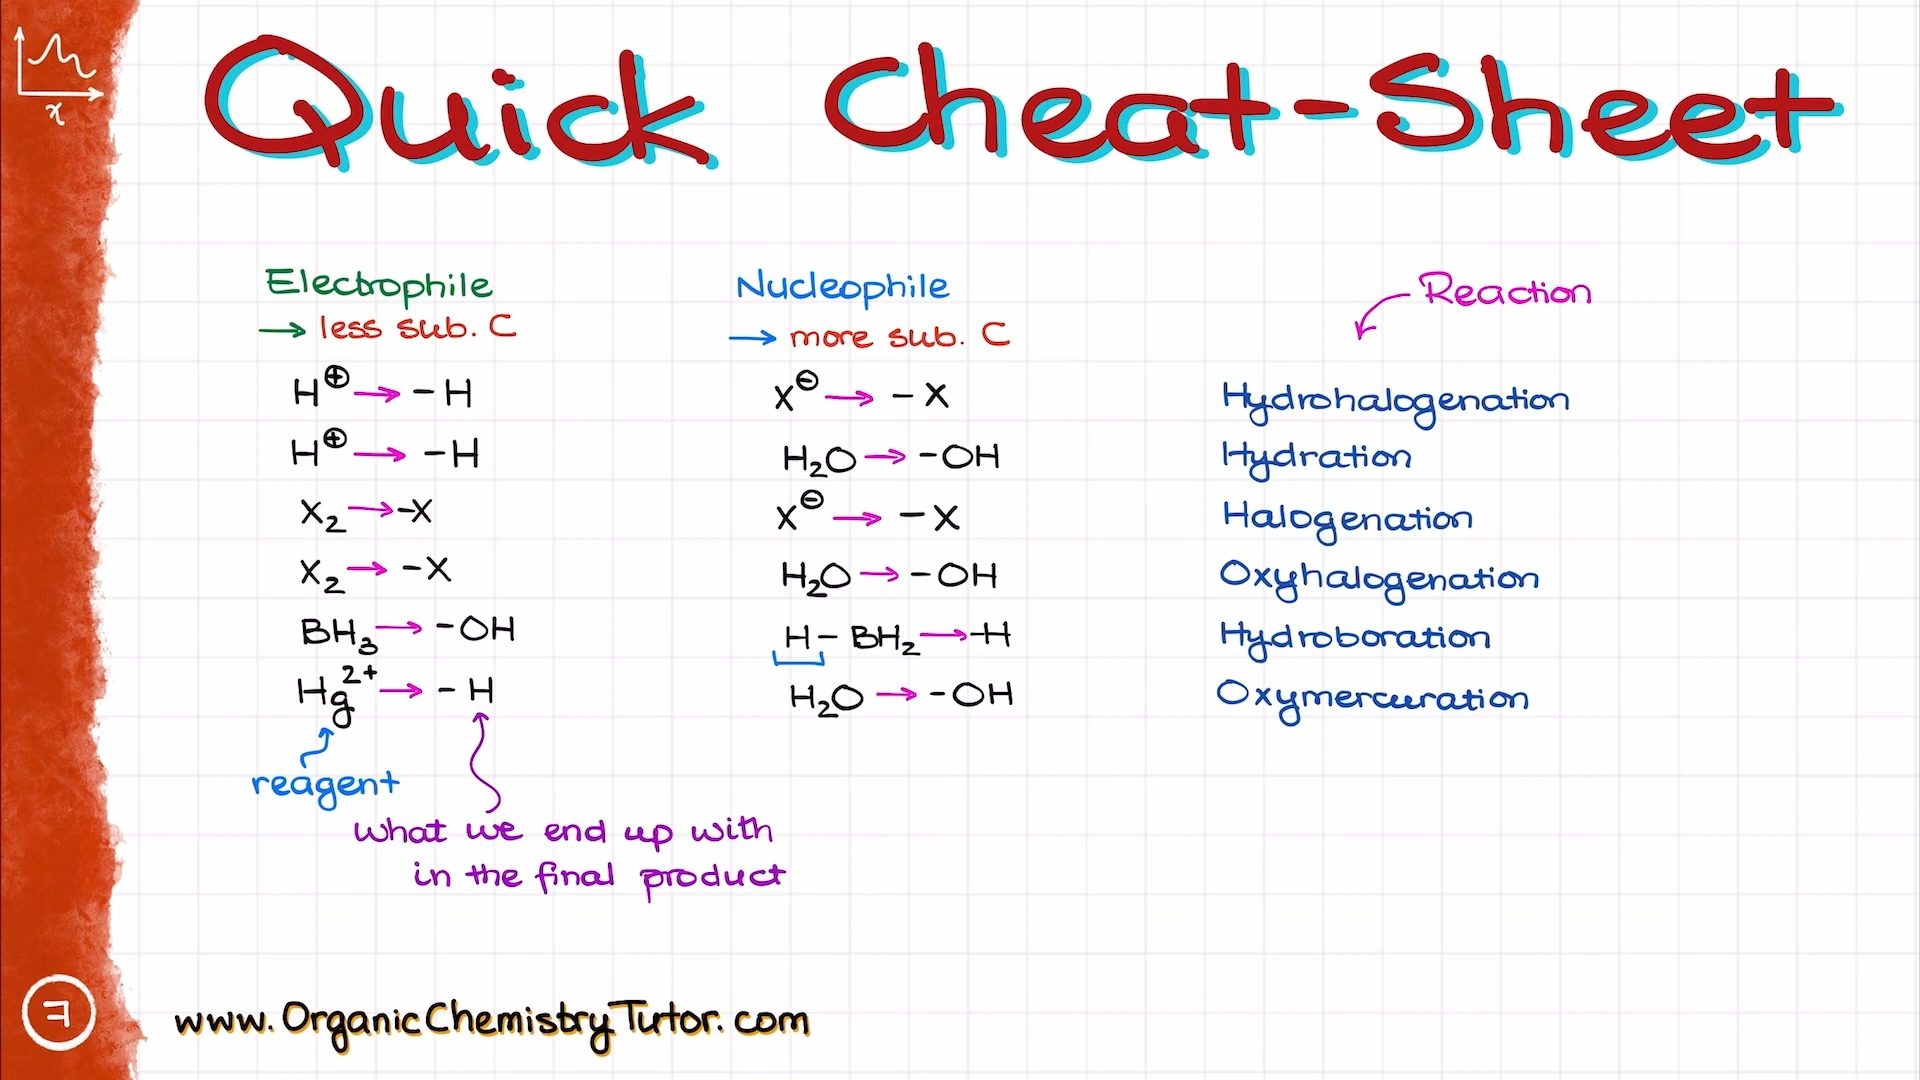 x
Quick Cheat-Sheet
Electrophile Nucleophile Reaction
→ less sub. C → more sub. C
H⊕ → -H X⊖ → -X Hydrohalogenation
H⊕ → -H H₂O → -OH Hydration
X₂ → -X X⊖ → -X Halogenation
X₂ → -X H₂O → -OH Oxyhalogenation
BH₃ → -OH H-BH₂ → -H Hydroboration
Hg²⁺ → -H H₂O → -OH Oxymercuration
reagent
what we end up with
in the final product
www.OrganicChemistryTutor.com